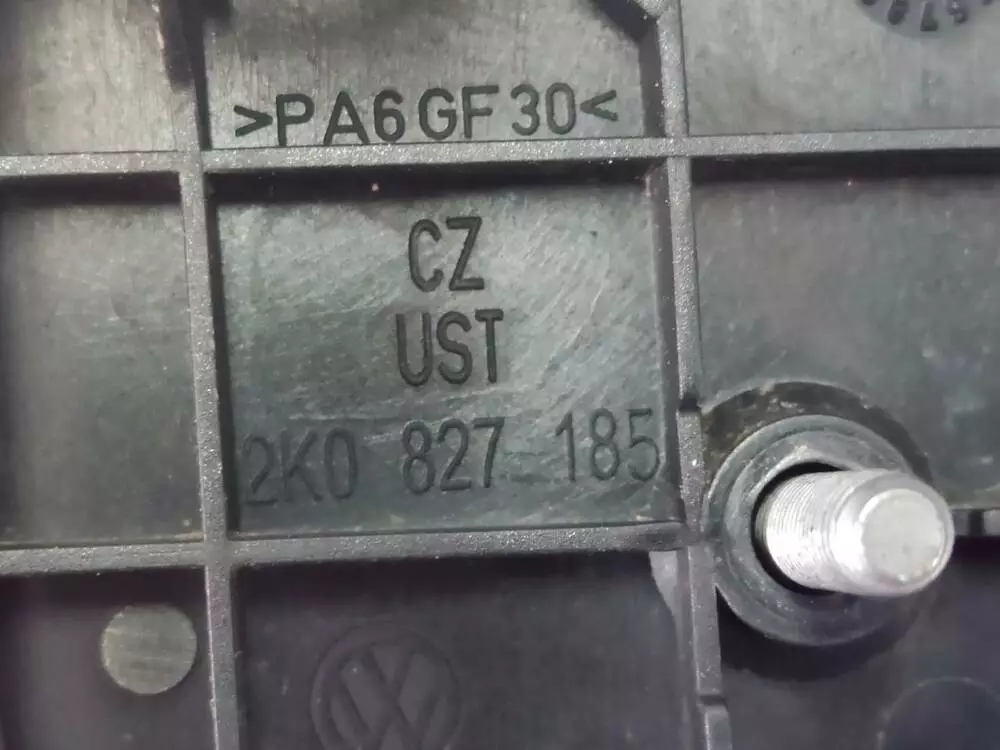 >PA6GF30<
CZ
UST
2K0 827 185